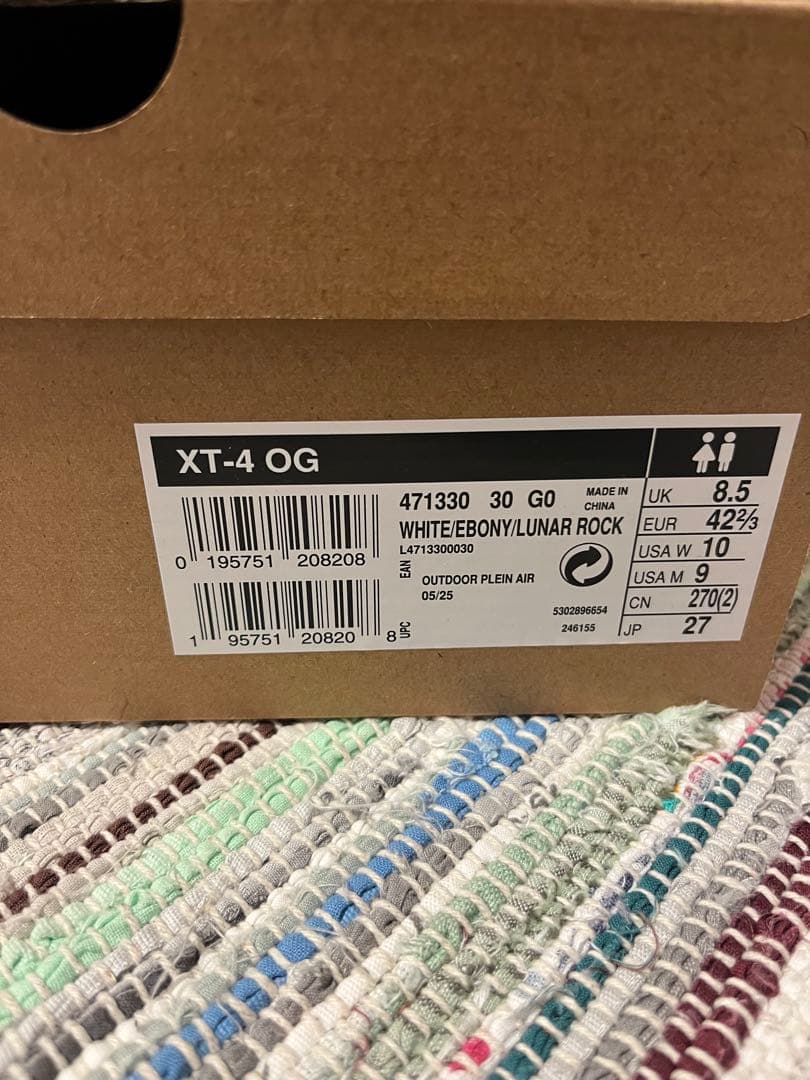 XT-4 OG
471330 30 G0 MADE IN CHINA
WHITE/EBONY/LUNAR ROCK
L4713300030
0 195751 208208
EAN
OUTDOOR PLEIN AIR
05/25
5302896654
246155
1 95751 20820 8
UPC
UK 8.5
EUR 42⅔
USA W 10
USA M 9
CN 270(2)
JP 27